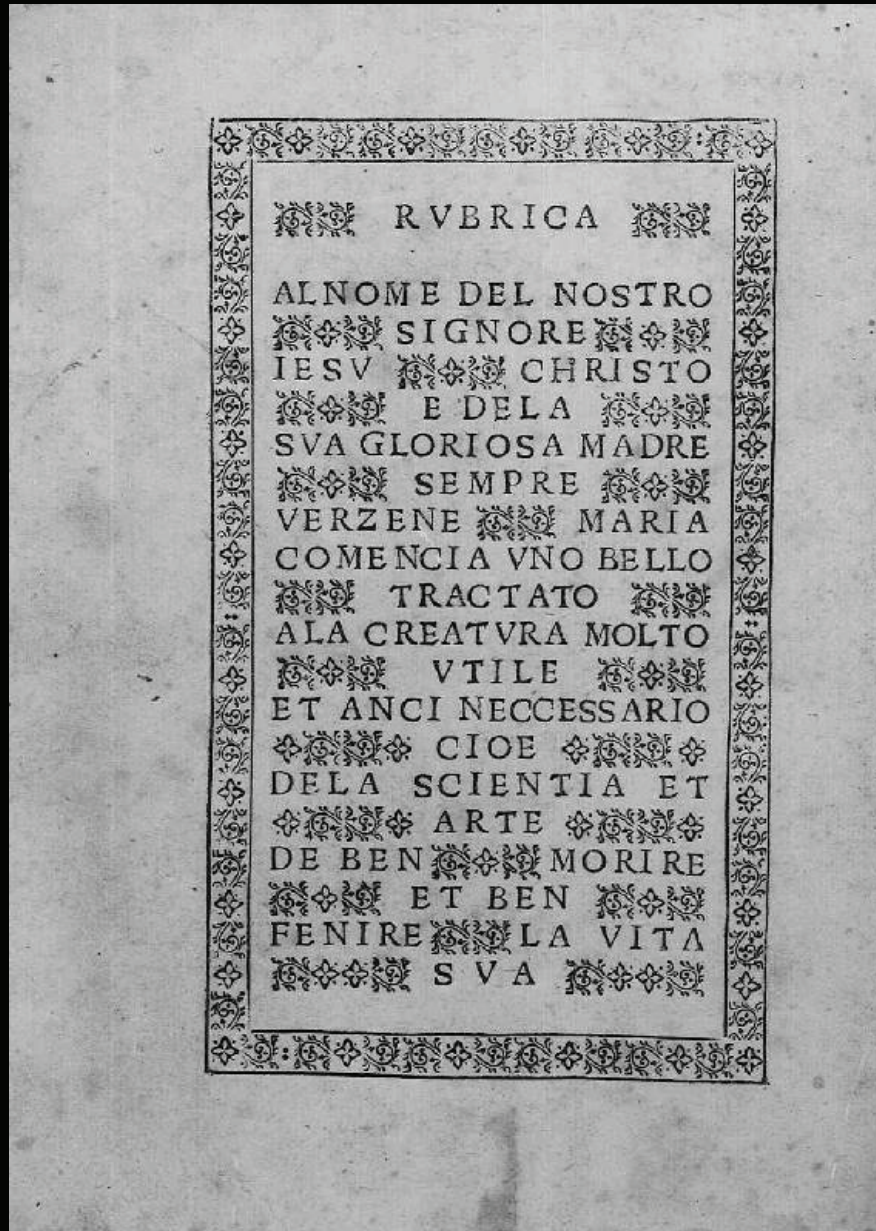 RVBRICA
ALNOME DEL NOSTRO
SIGNORE
IESV CHRISTO
E DELA
SVA GLORIOSA MADRE
SEMPRE
VERZENE MARIA
COMENCIA VNO BELLO
TRACTATO
ALA CREATVRA MOLTO
VTILE
ET ANCI NECCESSARIO
CIOE
DELA SCIENTIA ET
ARTE
DE BEN MORIRE
ET BEN
FENIRE LA VITA
SVA